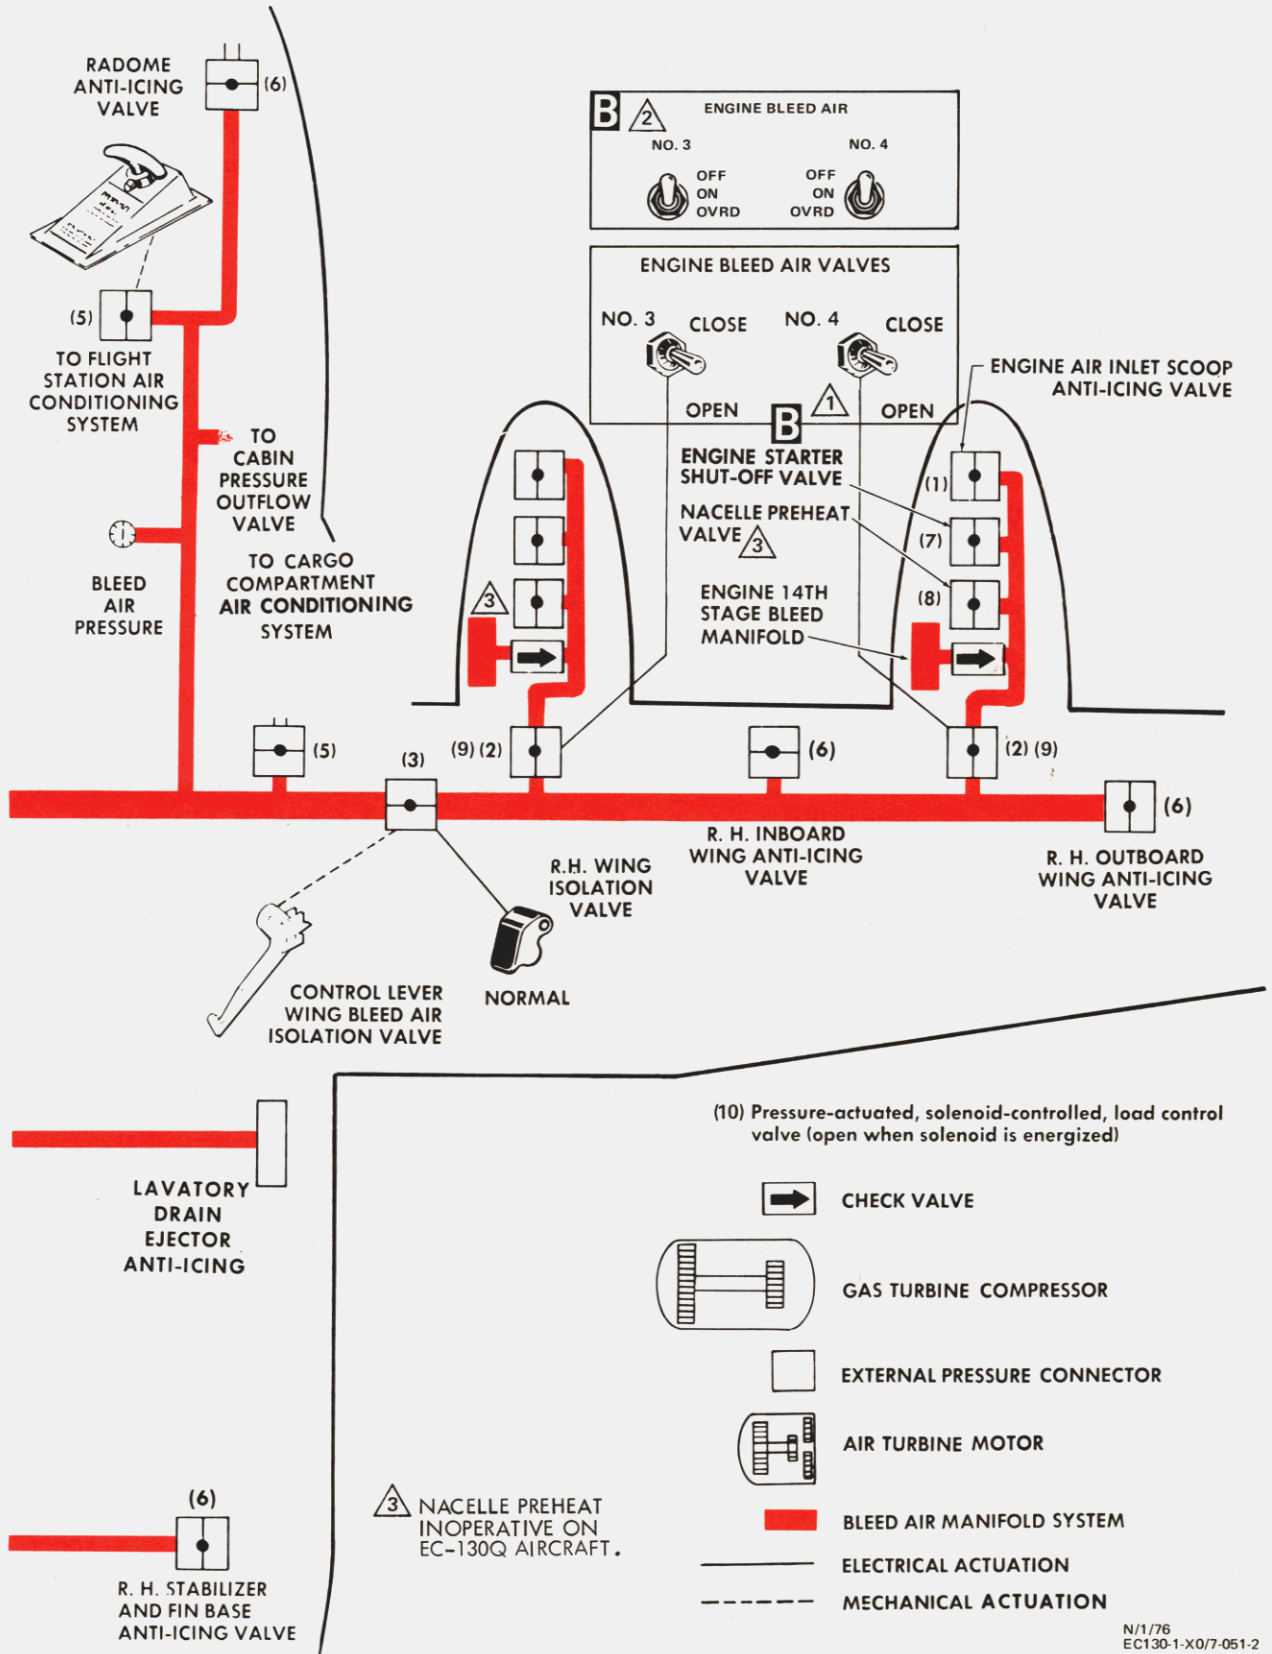 RADOME
ANTI-ICING
VALVE
(6)
B
2
ENGINE BLEED AIR
NO. 3
NO. 4
OFF
ON
OVRD
OFF
ON
OVRD
ENGINE BLEED AIR VALVES
NO. 3
CLOSE
NO. 4
CLOSE
OPEN
1
OPEN
B
(5)
TO FLIGHT
STATION AIR
CONDITIONING
SYSTEM
TO
CABIN
PRESSURE
OUTFLOW
VALVE
BLEED
AIR
PRESSURE
TO CARGO
COMPARTMENT
AIR CONDITIONING
SYSTEM
ENGINE AIR INLET SCOOP
ANTI-ICING VALVE
ENGINE STARTER
SHUT-OFF VALVE
NACELLE PREHEAT
VALVE 3
ENGINE 14TH
STAGE BLEED
MANIFOLD
3
(1)
(7)
(8)
(5)
(3)
(9) (2)
(6)
(2) (9)
(6)
R.H. WING
ISOLATION
VALVE
R. H. INBOARD
WING ANTI-ICING
VALVE
R. H. OUTBOARD
WING ANTI-ICING
VALVE
CONTROL LEVER
WING BLEED AIR
ISOLATION VALVE
NORMAL
LAVATORY
DRAIN
EJECTOR
ANTI-ICING
(10) Pressure-actuated, solenoid-controlled, load control
valve (open when solenoid is energized)
CHECK VALVE
GAS TURBINE COMPRESSOR
EXTERNAL PRESSURE CONNECTOR
AIR TURBINE MOTOR
BLEED AIR MANIFOLD SYSTEM
ELECTRICAL ACTUATION
MECHANICAL ACTUATION
(6)
R. H. STABILIZER
AND FIN BASE
ANTI-ICING VALVE
3 NACELLE PREHEAT
INOPERATIVE ON
EC-130Q AIRCRAFT.
N/1/76
EC130-1-X0/7-051-2